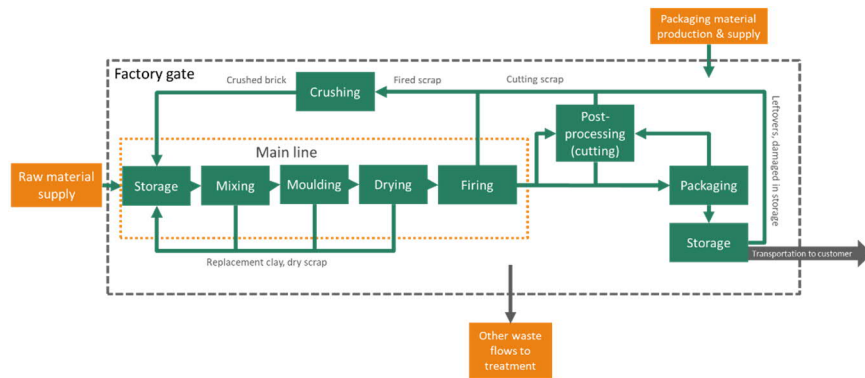 Packaging material
production & supply
Factory gate
Crushed brick
Crushing
Fired scrap
Cutting scrap
Post-
processing
(cutting)
Leftovers, damaged in storage
Main line
Raw material
supply
Storage
Mixing
Moulding
Drying
Firing
Packaging
Storage
Transportation to customer
Replacement clay, dry scrap
Other waste
flows to
treatment